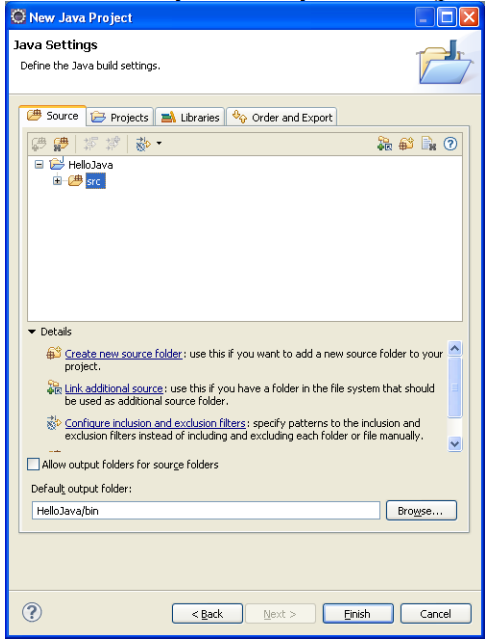 New Java Project
Java Settings
Define the Java build settings.
Source
Projects
Libraries
Order and Export
HelloJava
src
Details
Create new source folder: use this if you want to add a new source folder to your
project.
Link additional source: use this if you have a folder in the file system that should
be used as additional source folder.
Configure inclusion and exclusion filters: specify patterns to the inclusion and
exclusion filters instead of including and excluding each folder or file manually.
Allow output folders for source folders
Default output folder:
HelloJava/bin
Browse...
< Back
Next >
Finish
Cancel